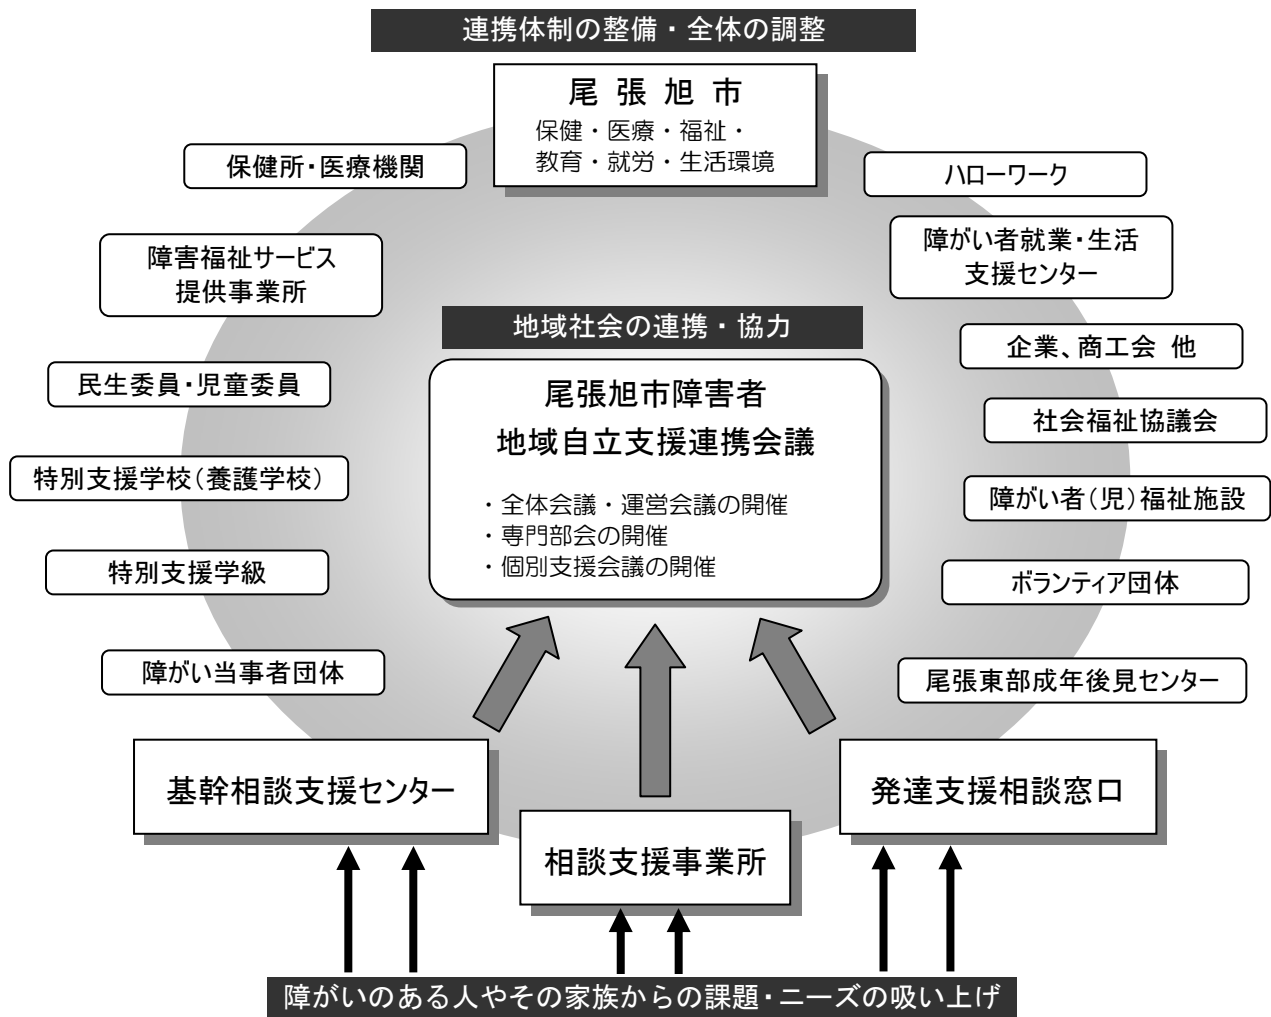 連携体制の整備・全体の調整
尾張旭市
保健・医療・福祉・
教育・就労・生活環境
保健所・医療機関
ハローワーク
障害福祉サービス
提供事業所
障がい者就業・生活
支援センター
地域社会の連携・協力
企業、商工会 他
民生委員・児童委員
尾張旭市障害者
地域自立支援連携会議
社会福祉協議会
特別支援学校(養護学校)
・全体会議・運営会議の開催
・専門部会の開催
・個別支援会議の開催
障がい者(児)福祉施設
特別支援学級
ボランティア団体
障がい当事者団体
尾張東部成年後見センター
基幹相談支援センター
発達支援相談窓口
相談支援事業所
障がいのある人やその家族からの課題・ニーズの吸い上げ